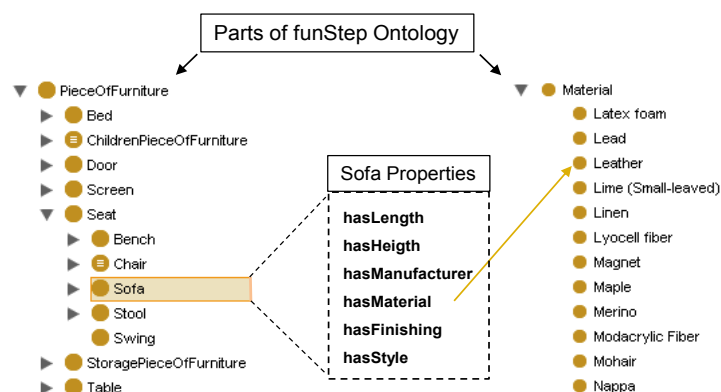 Parts of funStep Ontology
PieceOfFurniture
Bed
ChildrenPieceOfFurniture
Door
Screen
Seat
Bench
Chair
Sofa
Stool
Swing
StoragePieceOfFurniture
Table
Sofa Properties
hasLength
hasHeigth
hasManufacturer
hasMaterial
hasFinishing
hasStyle
Material
Latex foam
Lead
Leather
Lime (Small-leaved)
Linen
Lyocell fiber
Magnet
Maple
Merino
Modacrylic Fiber
Mohair
Nappa